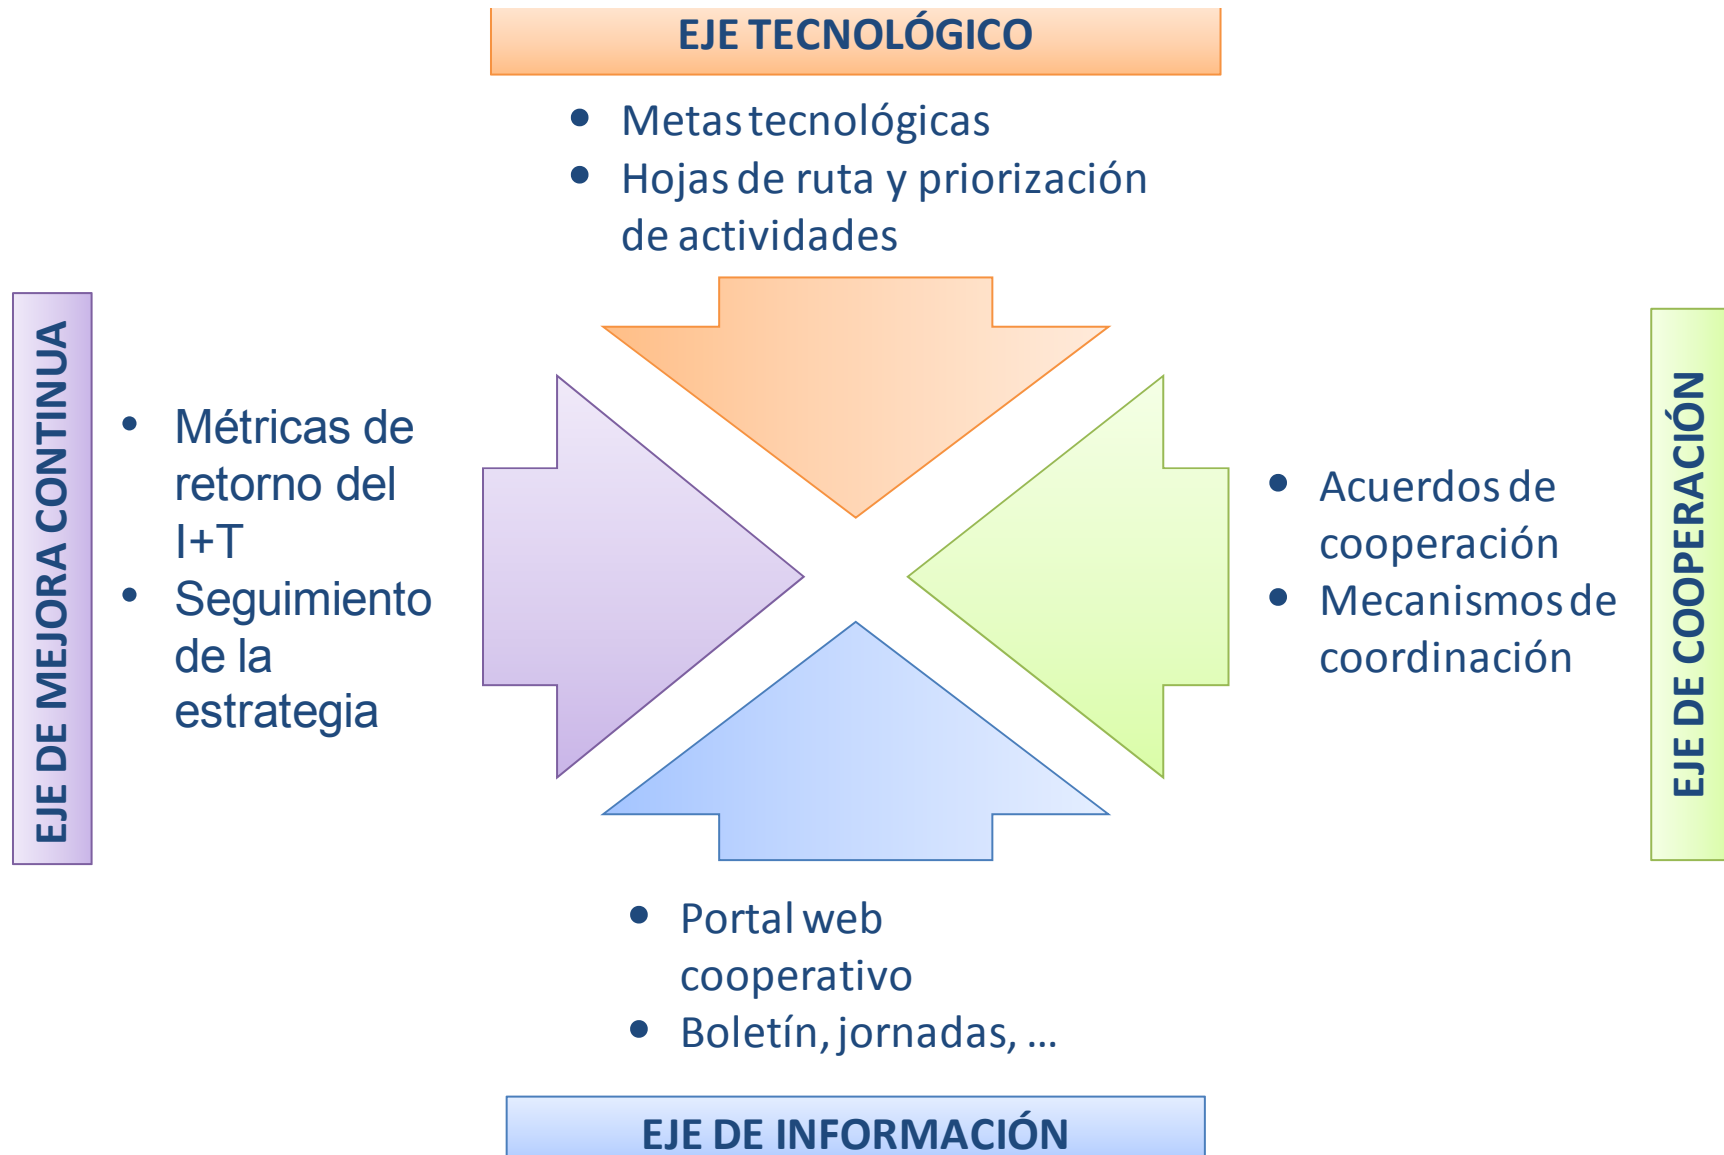 EJE TECNOLÓGICO
• Metas tecnológicas
• Hojas de ruta y priorización
de actividades
EJE DE MEJORA CONTINUA
• Métricas de
retorno del
I+T
• Seguimiento
de la
estrategia
• Acuerdos de
cooperación
• Mecanismos de
coordinación
EJE DE COOPERACIÓN
• Portal web
cooperativo
• Boletín, jornadas, ...
EJE DE INFORMACIÓN